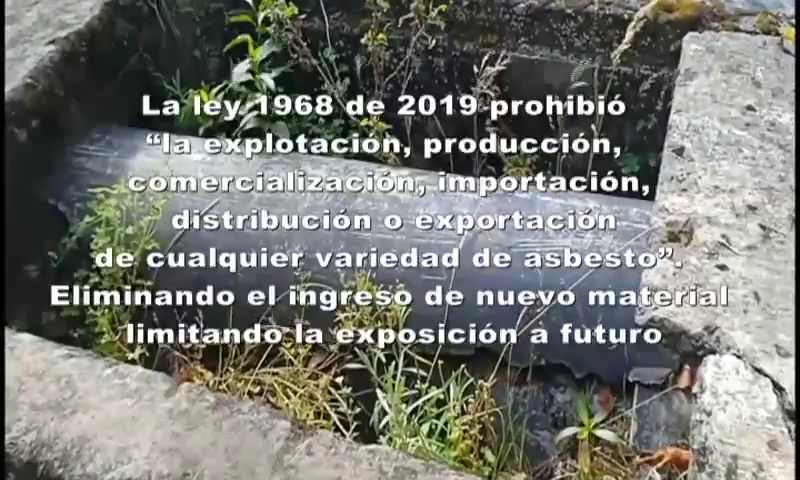 La ley 1968 de 2019 prohibió
“la explotación, producción,
comercialización, importación,
distribución o exportación
de cualquier variedad de asbesto”.
Eliminando el ingreso de nuevo material
limitando la exposición a futuro